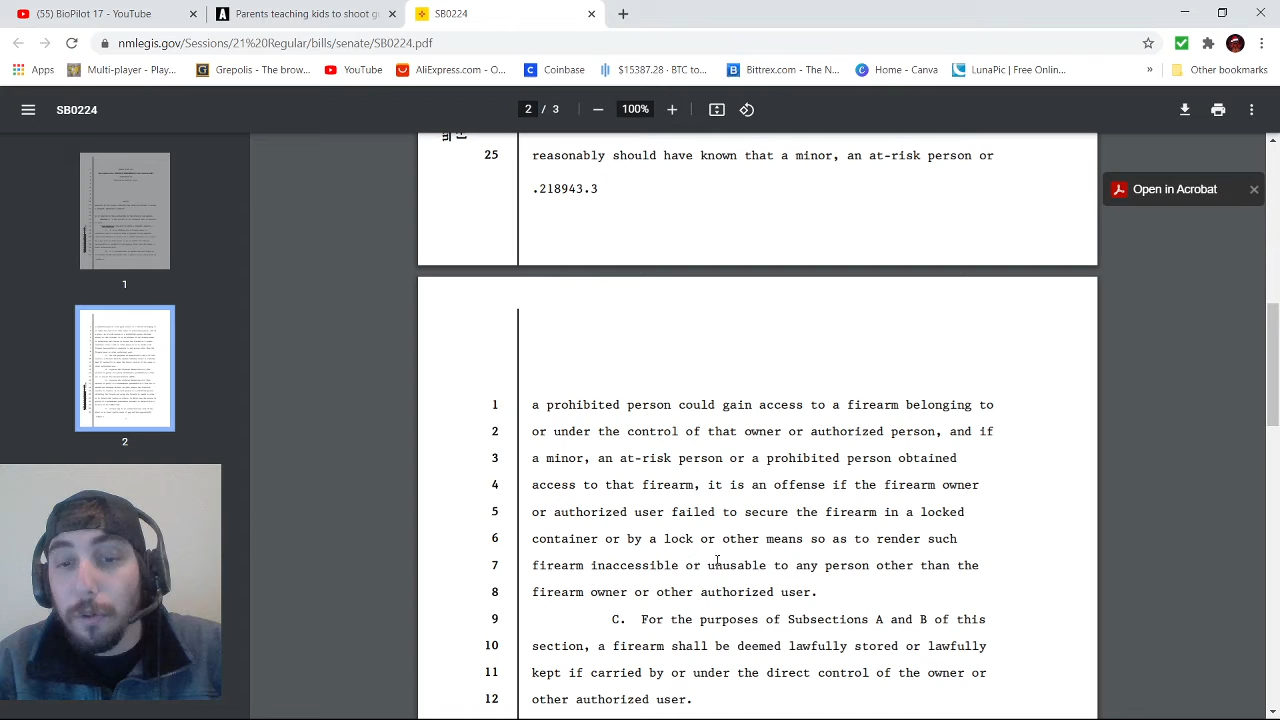 (55) BioPilot 17 - YouTube
Parents teaching kids to shoot gu
SB0224
nmlegis.gov/Sessions/21%20Regular/bills/senate/SB0224.pdf
Apps
Multi-player - Play...
Grepolis - The brow...
YouTube
AliExpress.com - O...
Coinbase
$15387.28 - BTC to...
Bittrex.com - The N...
Home - Canva
LunaPic | Free Onlin...
»
Other bookmarks
SB0224
2 / 3
100%
Open in Acrobat
25 reasonably should have known that a minor, an at-risk person or
.218943.3
1 a prohibited person could gain access to a firearm belonging to
2 or under the control of that owner or authorized person, and if
3 a minor, an at-risk person or a prohibited person obtained
4 access to that firearm, it is an offense if the firearm owner
5 or authorized user failed to secure the firearm in a locked
6 container or by a lock or other means so as to render such
7 firearm inaccessible or unusable to any person other than the
8 firearm owner or other authorized user.
9 C. For the purposes of Subsections A and B of this
10 section, a firearm shall be deemed lawfully stored or lawfully
11 kept if carried by or under the direct control of the owner or
12 other authorized user.
1
2